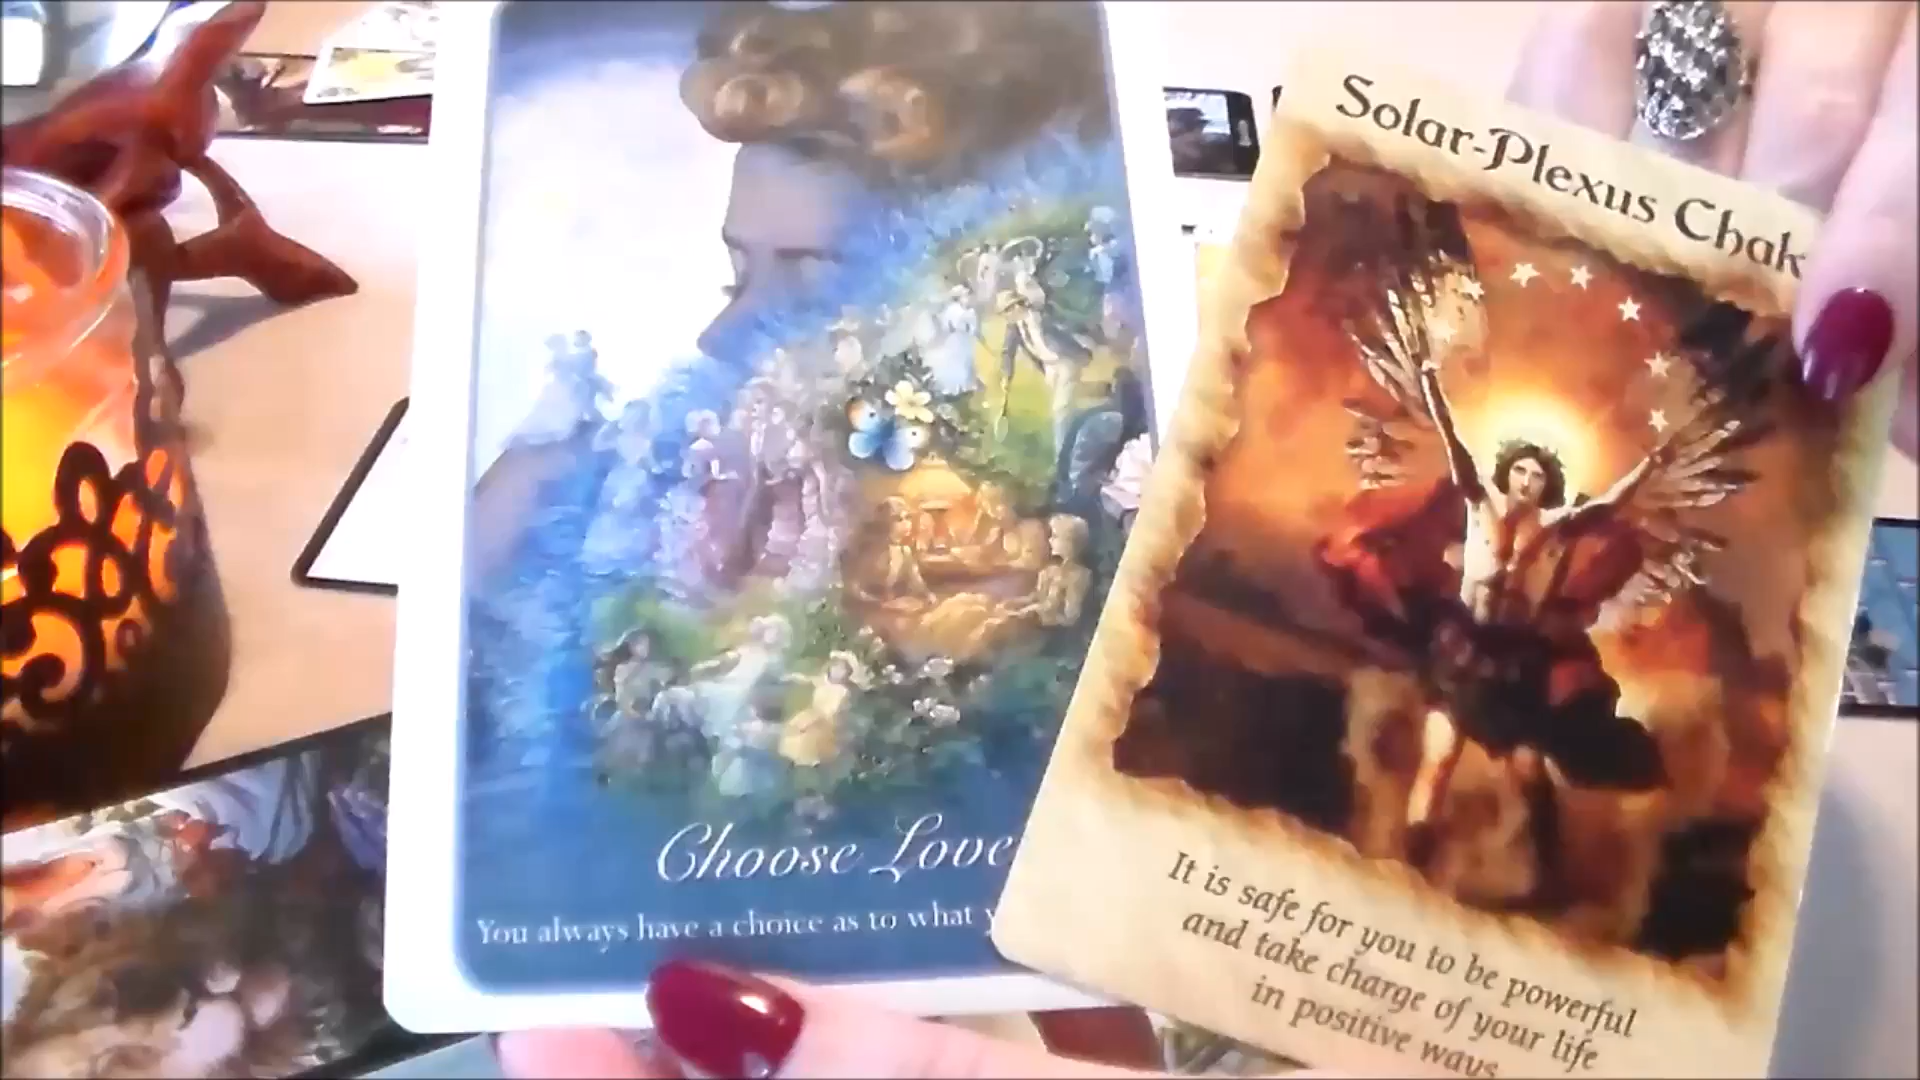 Choose Love
You always have a choice as to what
Solar-Plexus Chak
It is safe for you to be powerful
and take charge of your life
in positive ways